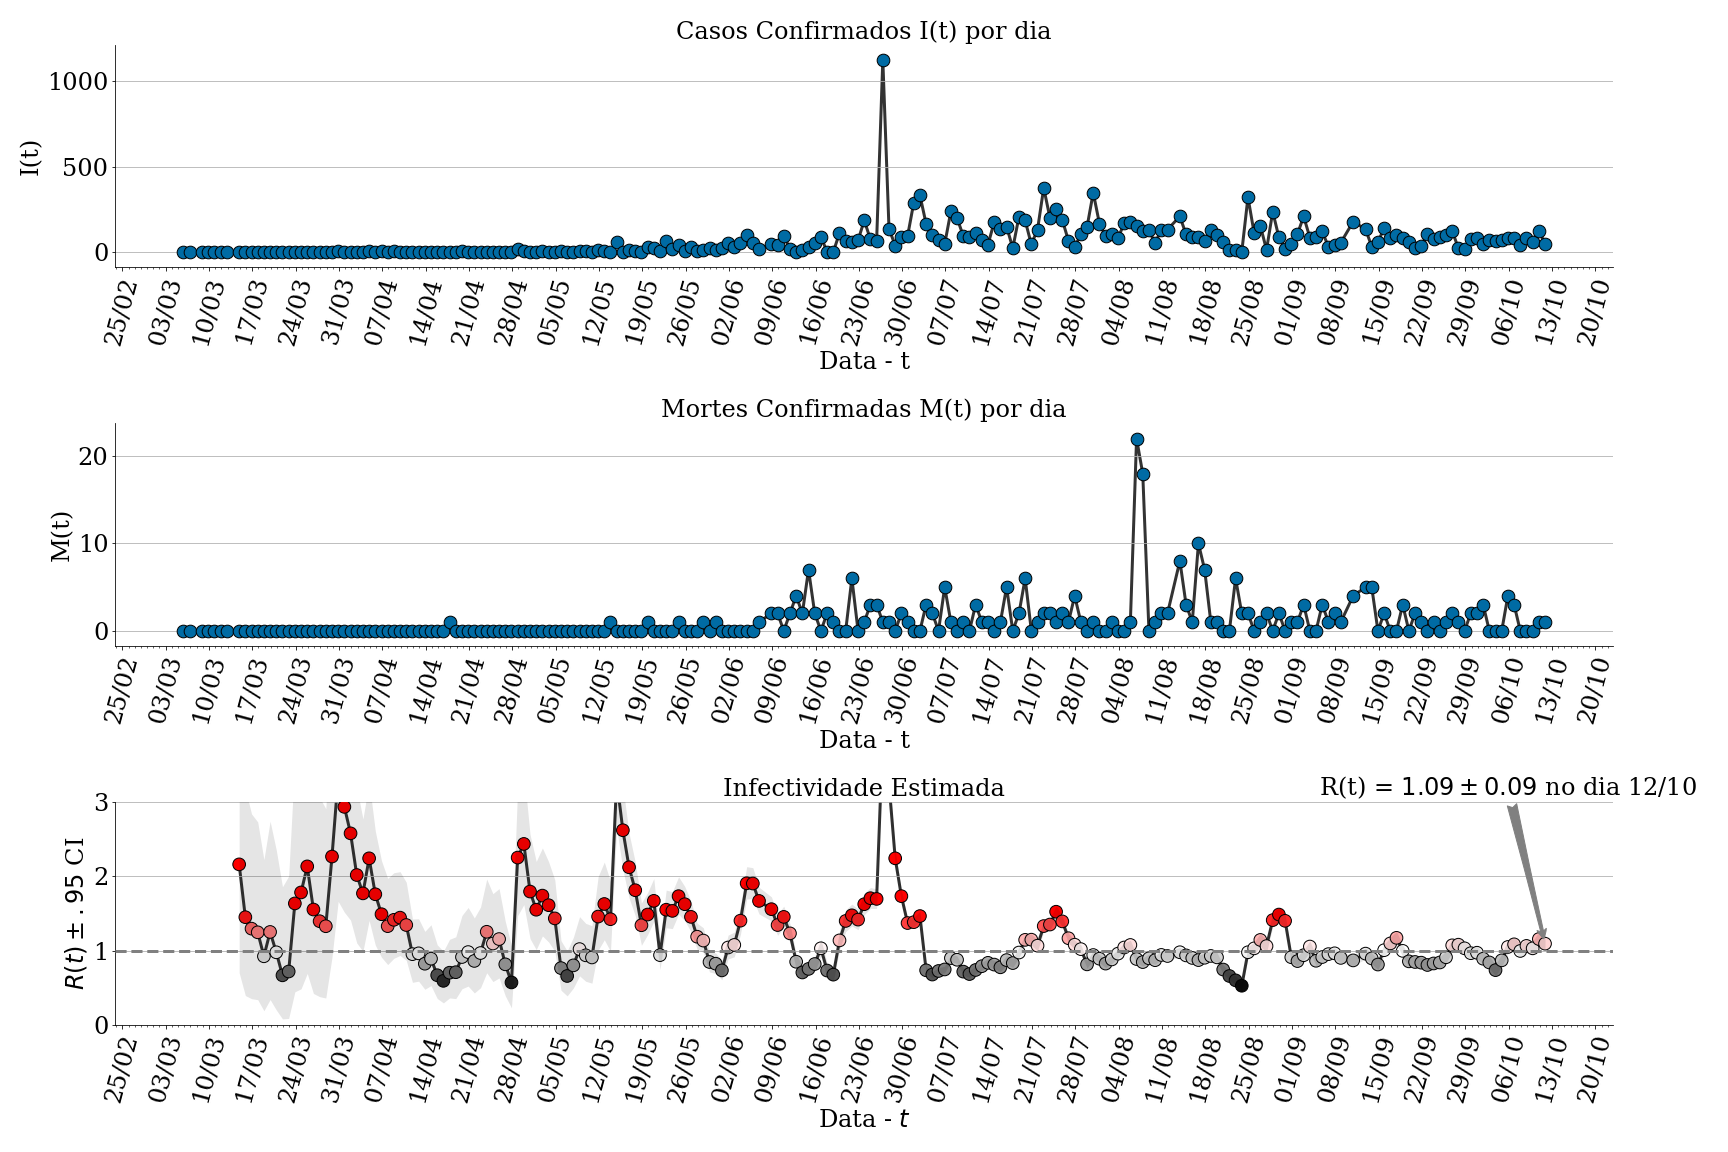 Casos Confirmados I(t) por dia
1000
500
0
I(t)
25/02 03/03 10/03 17/03 24/03 31/03 07/04 14/04 21/04 28/04 05/05 12/05 19/05 26/05 02/06 09/06 16/06 23/06 30/06 07/07 14/07 21/07 28/07 04/08 11/08 18/08 25/08 01/09 08/09 15/09 22/09 29/09 06/10 13/10 20/10
Data - t
Mortes Confirmadas M(t) por dia
20
10
0
M(t)
25/02 03/03 10/03 17/03 24/03 31/03 07/04 14/04 21/04 28/04 05/05 12/05 19/05 26/05 02/06 09/06 16/06 23/06 30/06 07/07 14/07 21/07 28/07 04/08 11/08 18/08 25/08 01/09 08/09 15/09 22/09 29/09 06/10 13/10 20/10
Data - t
Infectividade Estimada
R(t) = 1.09 ± 0.09 no dia 12/10
3
2
1
0
R(t) ± .95 CI
25/02 03/03 10/03 17/03 24/03 31/03 07/04 14/04 21/04 28/04 05/05 12/05 19/05 26/05 02/06 09/06 16/06 23/06 30/06 07/07 14/07 21/07 28/07 04/08 11/08 18/08 25/08 01/09 08/09 15/09 22/09 29/09 06/10 13/10 20/10
Data - t